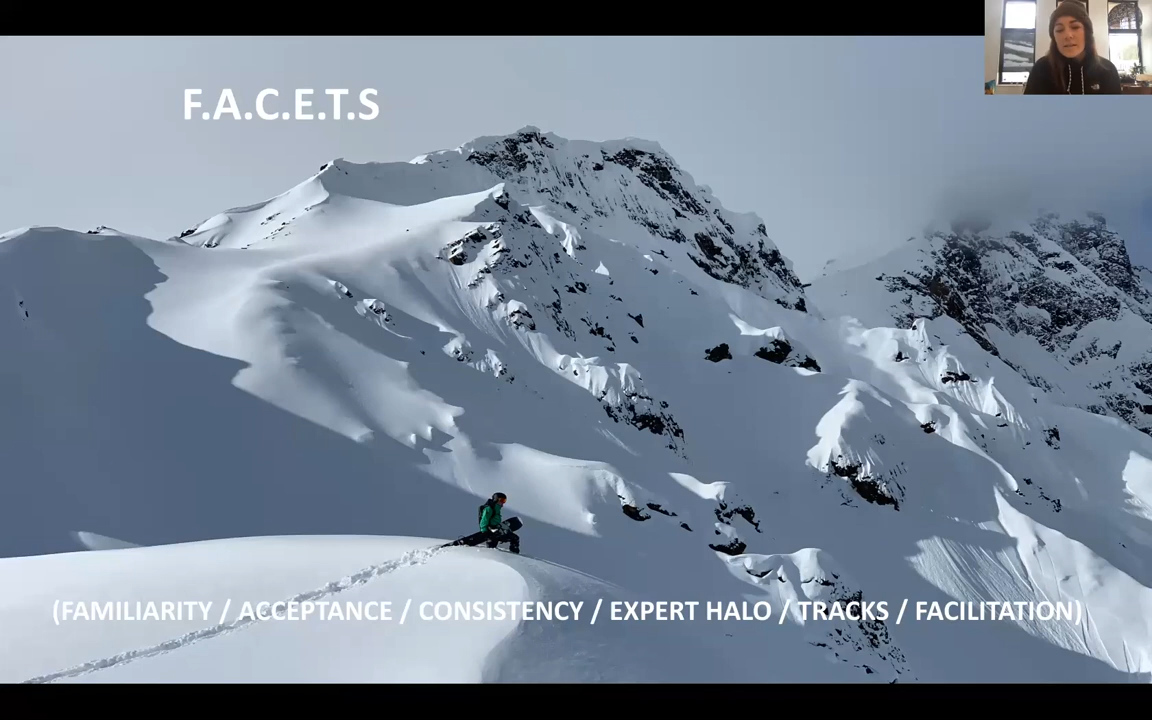 F.A.C.E.T.S
(FAMILIARITY / ACCEPTANCE / CONSISTENCY / EXPERT HALO / TRACKS / FACILITATION)